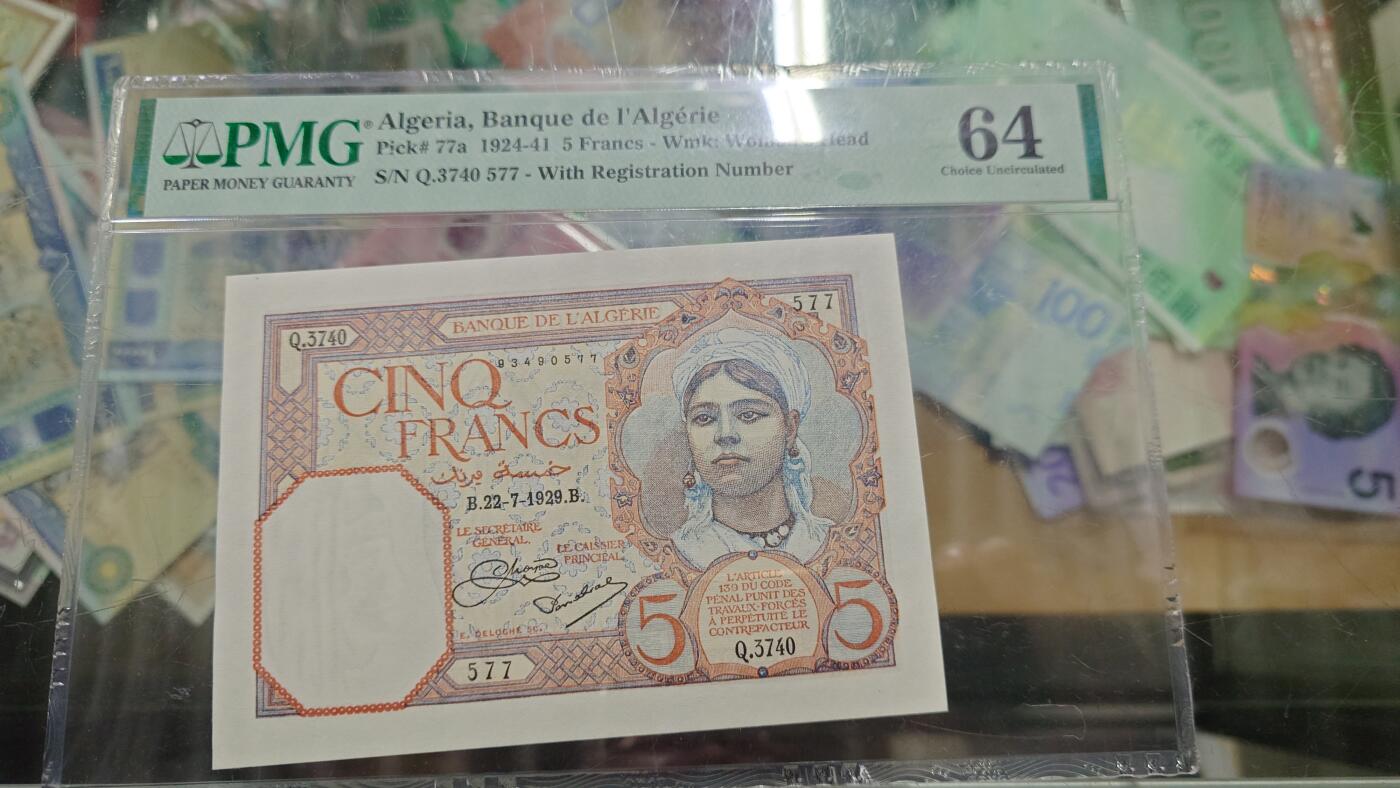 PMG®
PAPER MONEY GUARANTY
Algeria, Banque de l'Algérie
Pick# 77a 1924-41 5 Francs - Wmk: Head
S/N Q.3740 577 - With Registration Number
64
Choice Uncirculated
Q.3740
BANQUE DE L'ALGÉRIE
577
93490577
CINQ
FRANCS
خمسة فرنك
B.22-7-1929.B.
LE SECRÉTAIRE
GÉNÉRAL,
LE CAISSIER
PRINCIPAL,
E. DELOCHE SC.
577
5
L'ARTICLE
139 DU CODE
PÉNAL PUNIT DES
TRAVAUX-FORCÉS
À PERPÉTUITÉ LE
CONTREFACTEUR
Q.3740
5
100
20
5